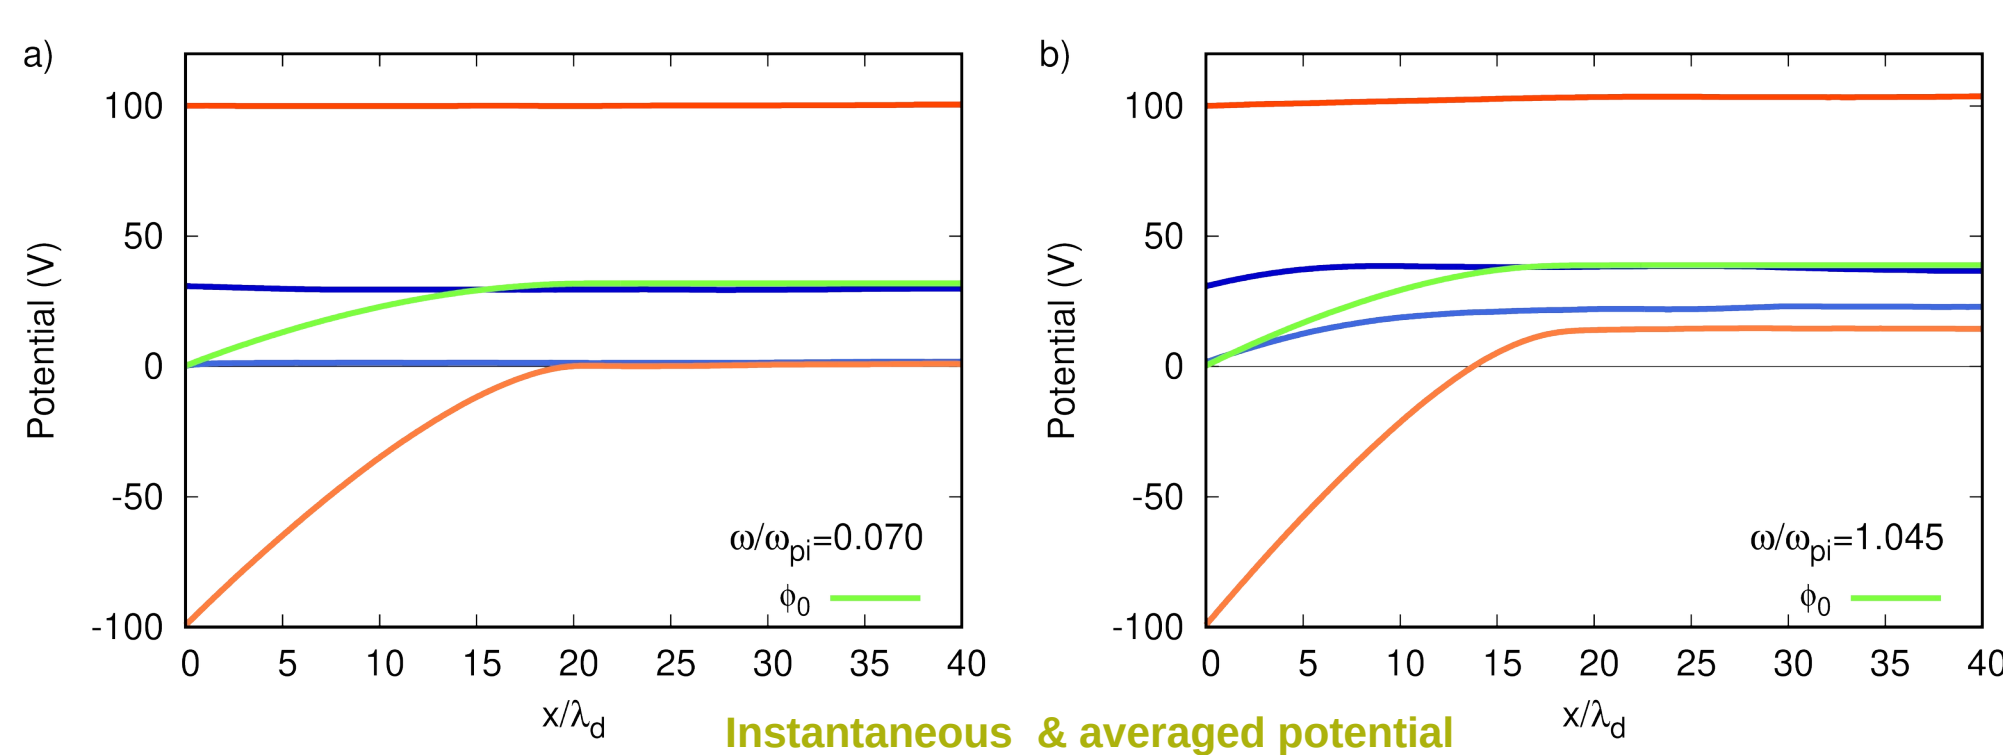 a)
100
50
0
-50
-100
Potential (V)
ω/ωpi=0.070
ϕ0
0 5 10 15 20 25 30 35 40
x/λd
b)
100
50
0
-50
-100
Potential (V)
ω/ωpi=1.045
ϕ0
0 5 10 15 20 25 30 35 40
x/λd
Instantaneous & averaged potential